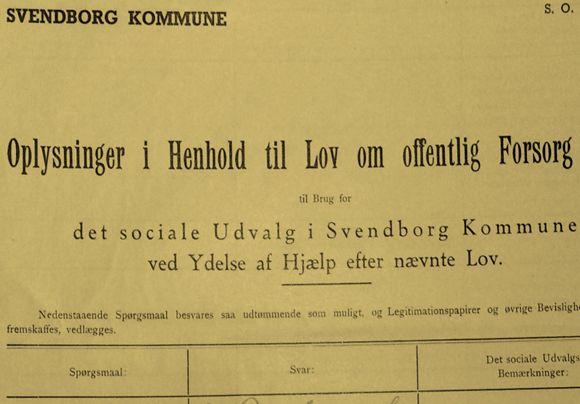 SVENDBORG KOMMUNE
S. O.
Oplysninger i Henhold til Lov om offentlig Forsorg
til Brug for
det sociale Udvalg i Svendborg Kommune
ved Ydelse af Hjælp efter nævnte Lov.
Nedenstaaende Spørgsmaal besvares saa udtømmende som muligt, og Legitimationspapirer og øvrige Bevislighe
fremskaffes, vedlægges.
Spørgsmaal:
Svar:
Det sociale Udvalgs
Bemærkninger: